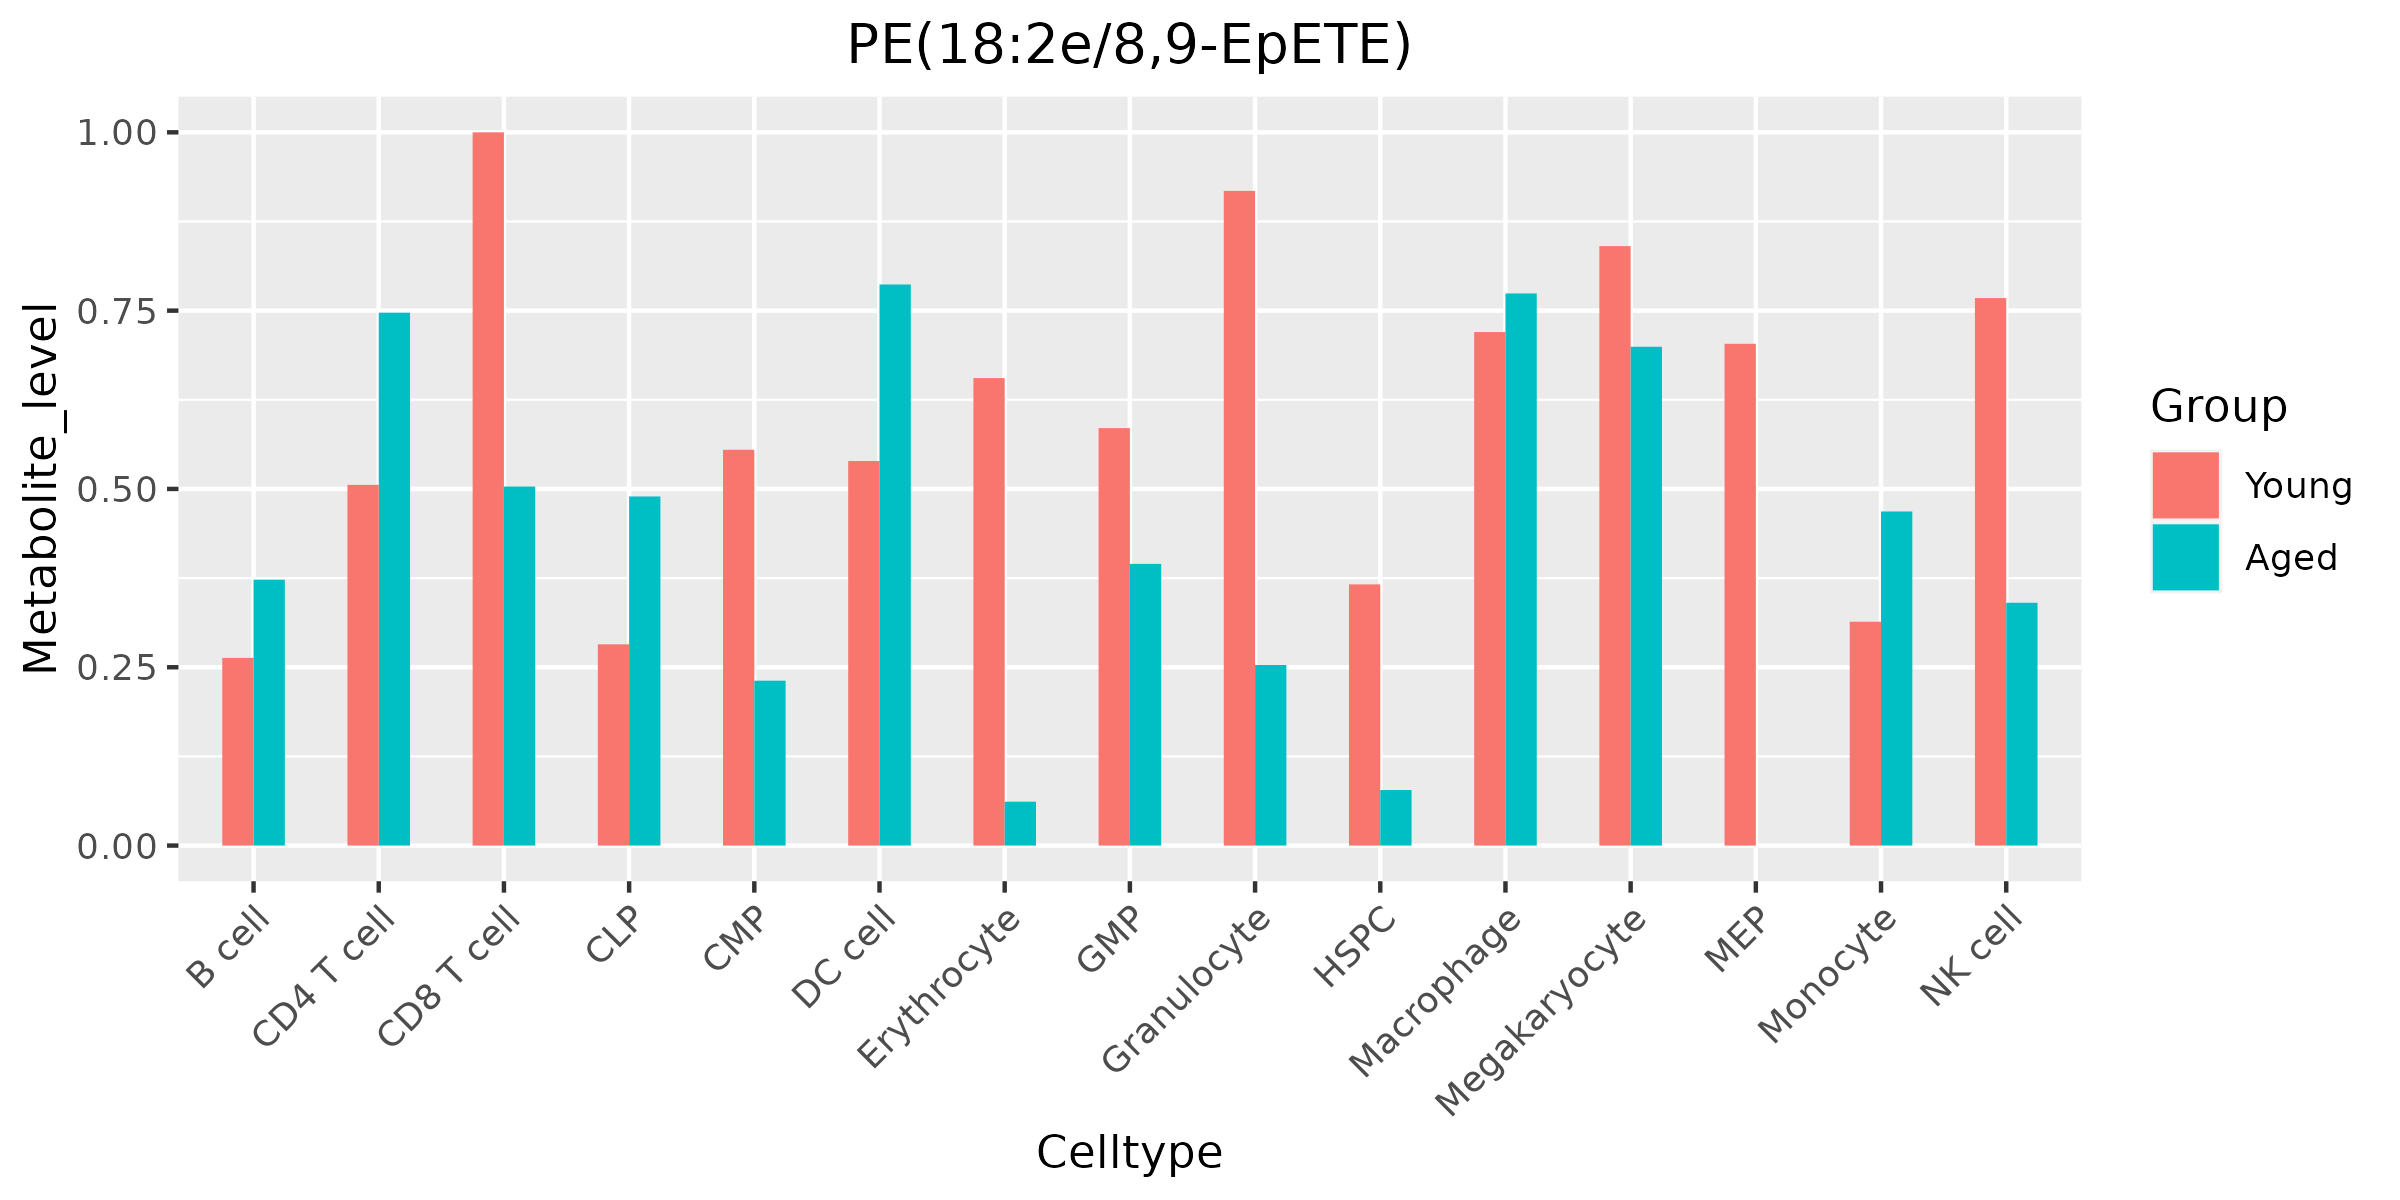 PE(18:2e/8,9-EpETE)
Metabolite_level
1.00
0.75
0.50
0.25
0.00
B cell
CD4 T cell
CD8 T cell
CLP
CMP
DC cell
Erythrocyte
GMP
Granulocyte
HSPC
Macrophage
Megakaryocyte
MEP
Monocyte
NK cell
Celltype
Group
Young
Aged